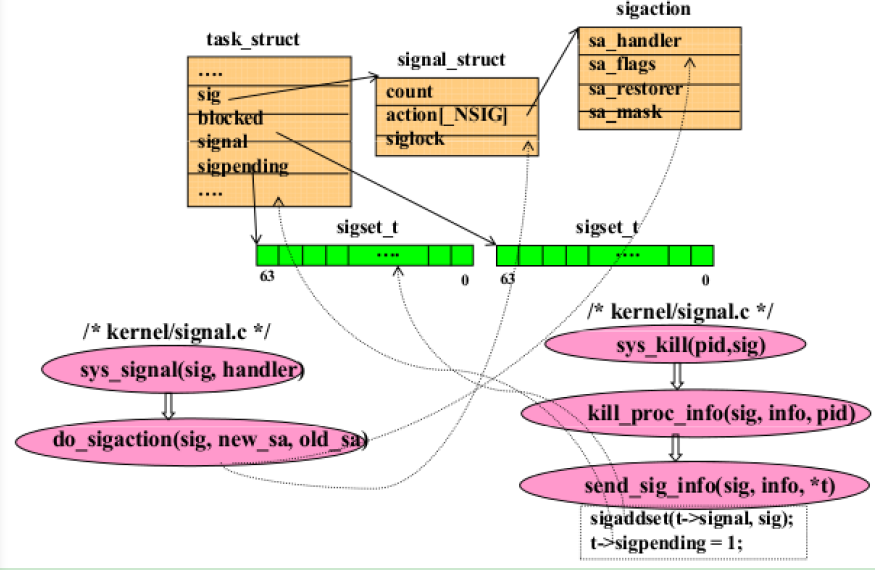 task_struct
....
sig
blocked
signal
sigpending
....
signal_struct
count
action[_NSIG]
siglock
sigaction
sa_handler
sa_flags
sa_restorer
sa_mask
sigset_t
....
63
0
sigset_t
....
63
0
/* kernel/signal.c */
sys_signal(sig, handler)
do_sigaction(sig, new_sa, old_sa)
/* kernel/signal.c */
sys_kill(pid,sig)
kill_proc_info(sig, info, pid)
send_sig_info(sig, info, *t)
sigaddset(t->signal, sig);
t->sigpending = 1;